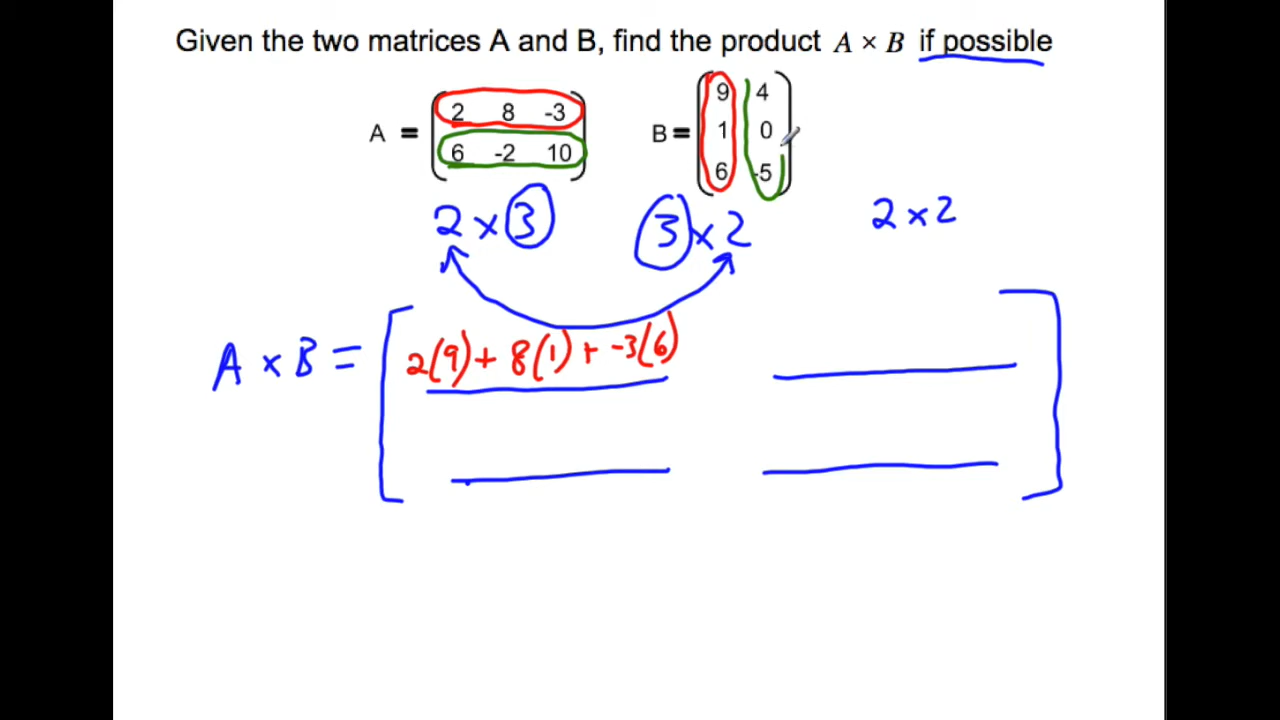 Given the two matrices A and B, find the product A × B if possible
A = 2 8 -3
6 -2 10
B = 9 4
1 0
6 -5
2 × 3 3 × 2 2 × 2
A × B = 2(9) + 8(1) + -3(6)